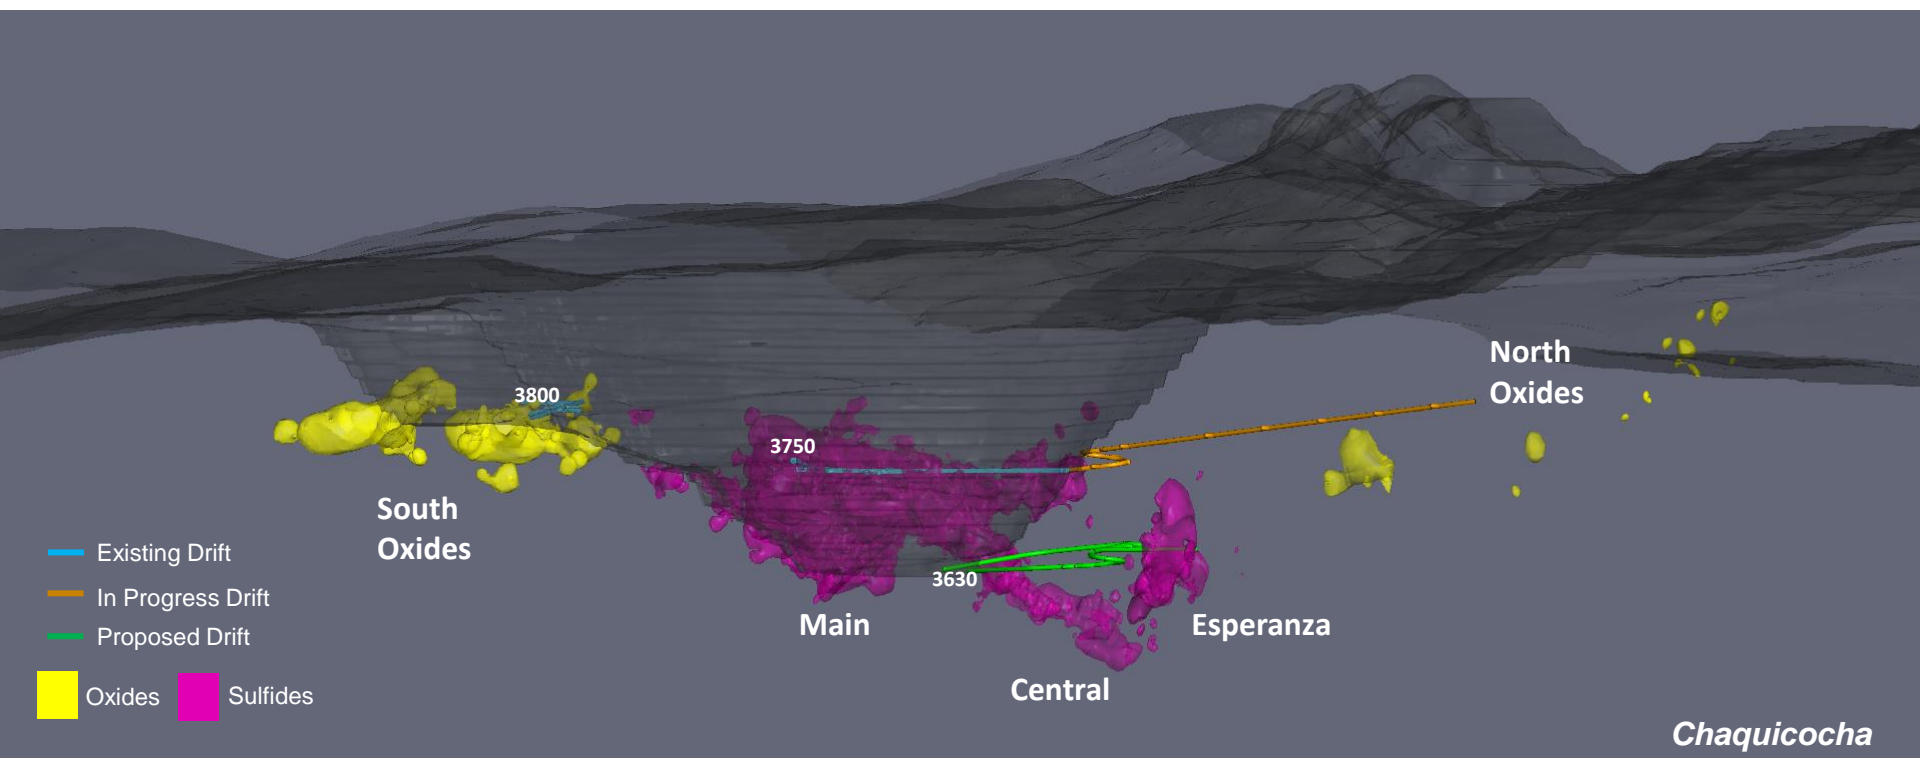 North
Oxides
3800
3750
South
Oxides
Existing Drift
In Progress Drift
Proposed Drift
3630
Main
Esperanza
Central
Oxides
Sulfides
Chaquicocha